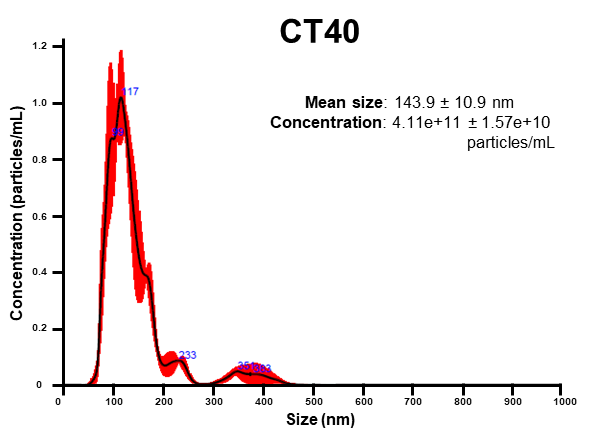 CT40
Mean size: 143.9 ± 10.9 nm
Concentration: 4.11e+11 ± 1.57e+10
particles/mL
Concentration (particles/mL)
1.2
1.0
0.8
0.6
0.4
0.2
0
117
233
0 100 200 300 400 500 600 700 800 900 1000
Size (nm)